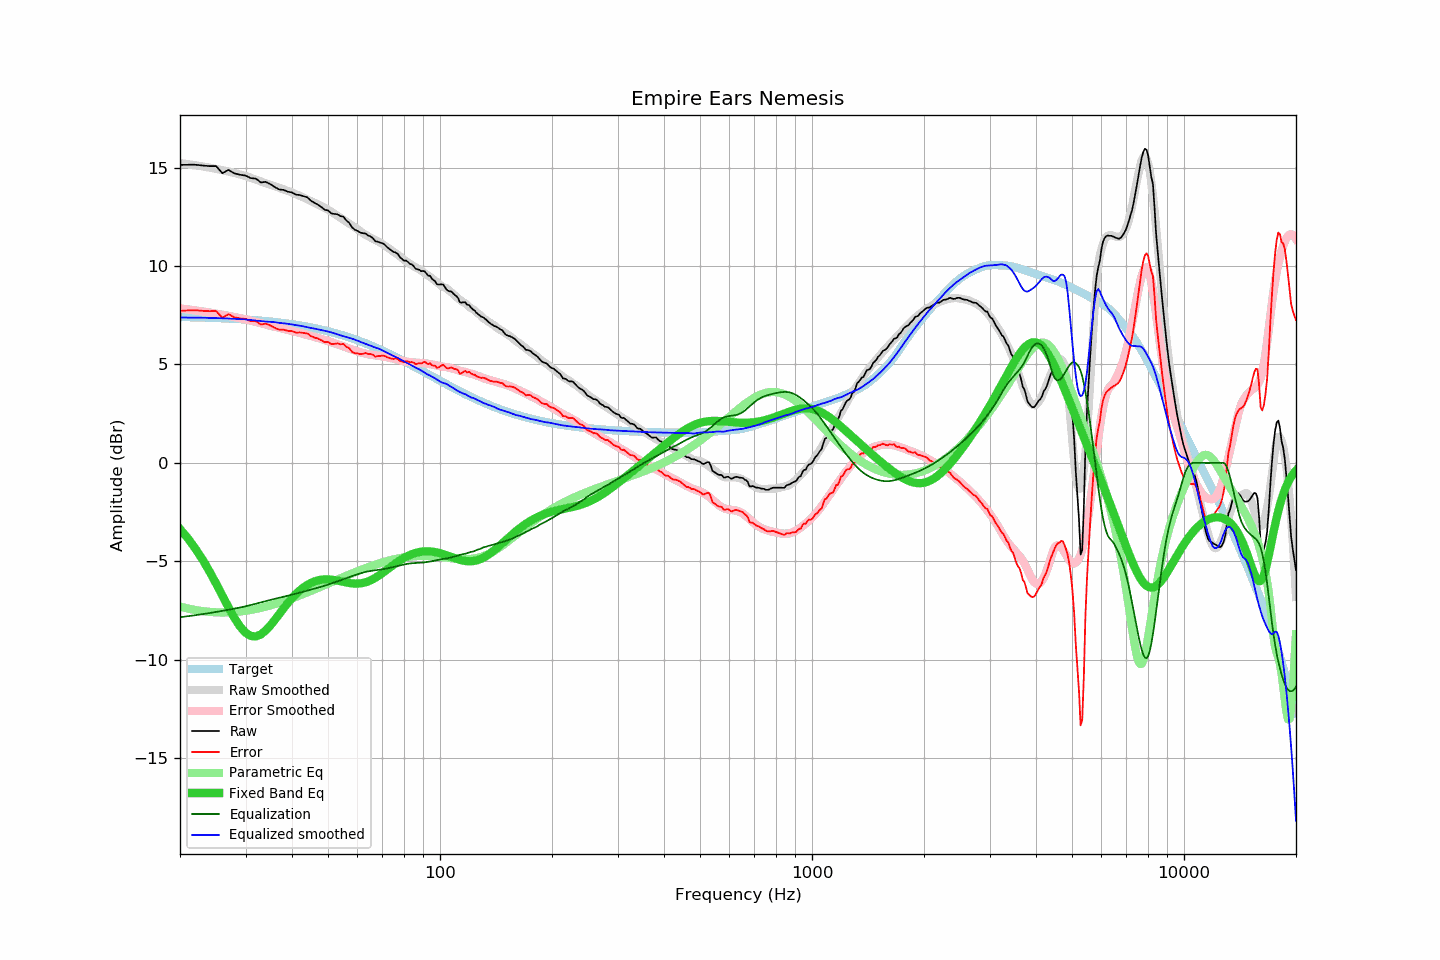 Empire Ears Nemesis
Amplitude (dBr)
15
10
5
0
−5
−10
−15
Target
Raw Smoothed
Error Smoothed
Raw
Error
Parametric Eq
Fixed Band Eq
Equalization
Equalized smoothed
100
1000
10000
Frequency (Hz)